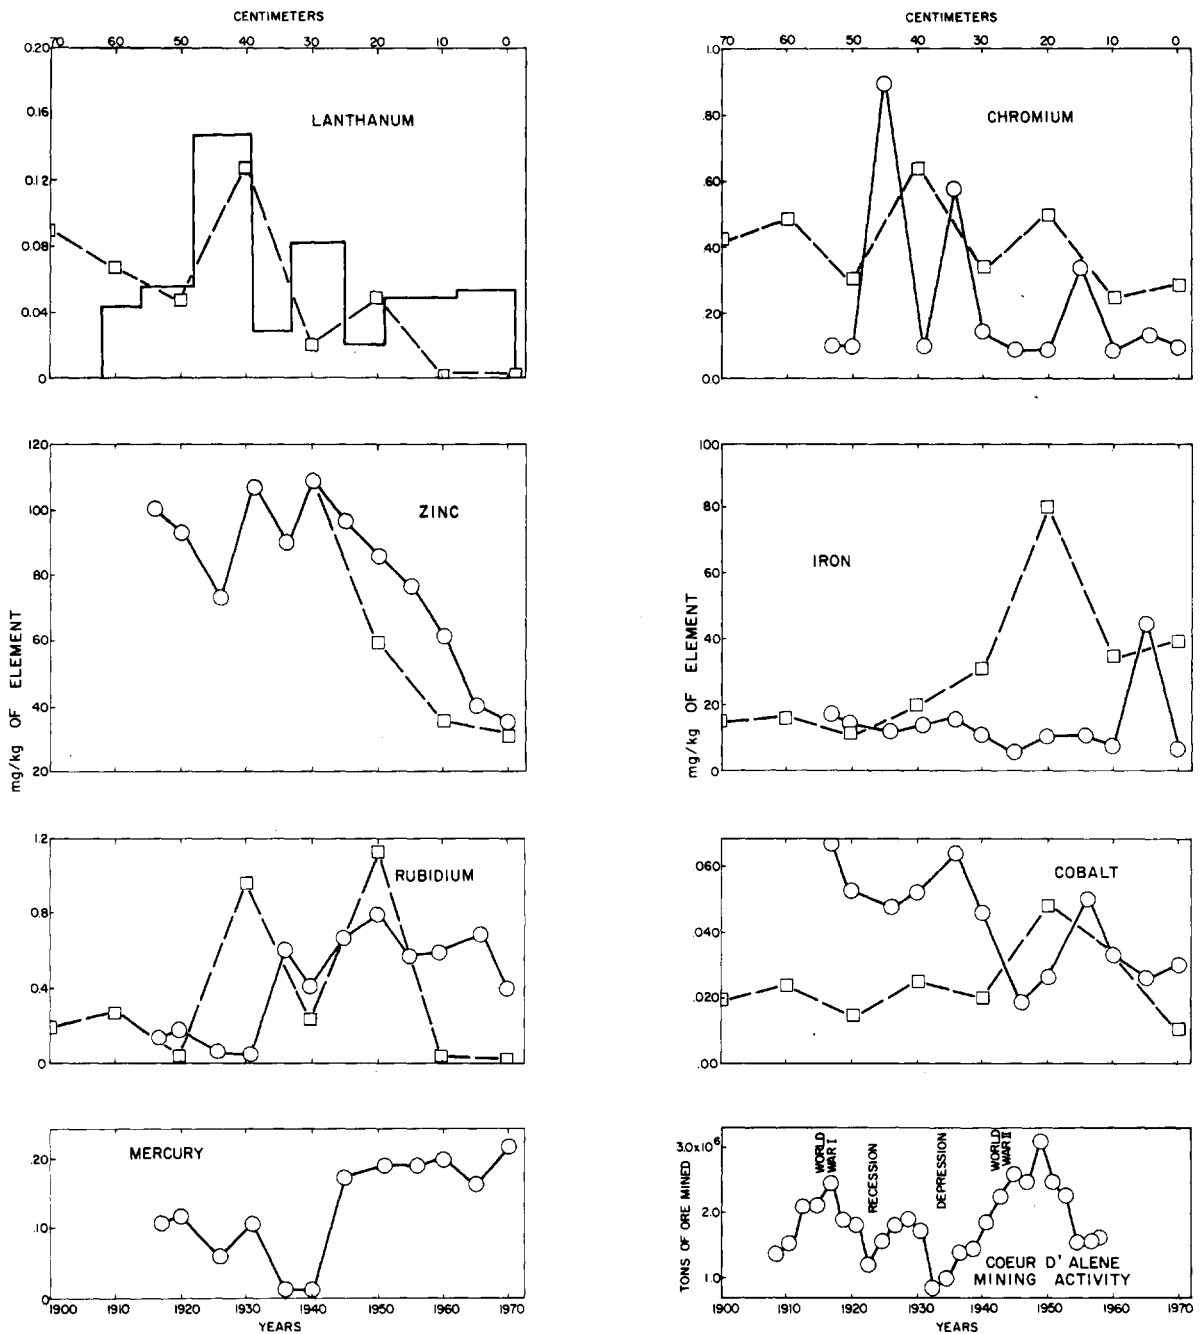 CENTIMETERS
70 60 50 40 30 20 10 0
0.20
0.16
0.12
0.08
0.04
0
LANTHANUM
CENTIMETERS
70 60 50 40 30 20 10 0
1.0
.80
.60
.40
.20
0.0
CHROMIUM
120
100
80
60
40
20
ZINC
mg/kg OF ELEMENT
100
80
60
40
20
0
IRON
mg/kg OF ELEMENT
1.2
0.8
0.4
0
RUBIDIUM
.060
.040
.020
.00
COBALT
.20
.10
0
MERCURY
1900 1910 1920 1930 1940 1950 1960 1970
YEARS
TONS OF ORE MINED
3.0x10⁶
2.0
1.0
WORLD
WAR I
RECESSION
DEPRESSION
WORLD
WAR II
COEUR D' ALENE
MINING ACTIVITY
1900 1910 1920 1930 1940 1950 1960 1970
YEARS